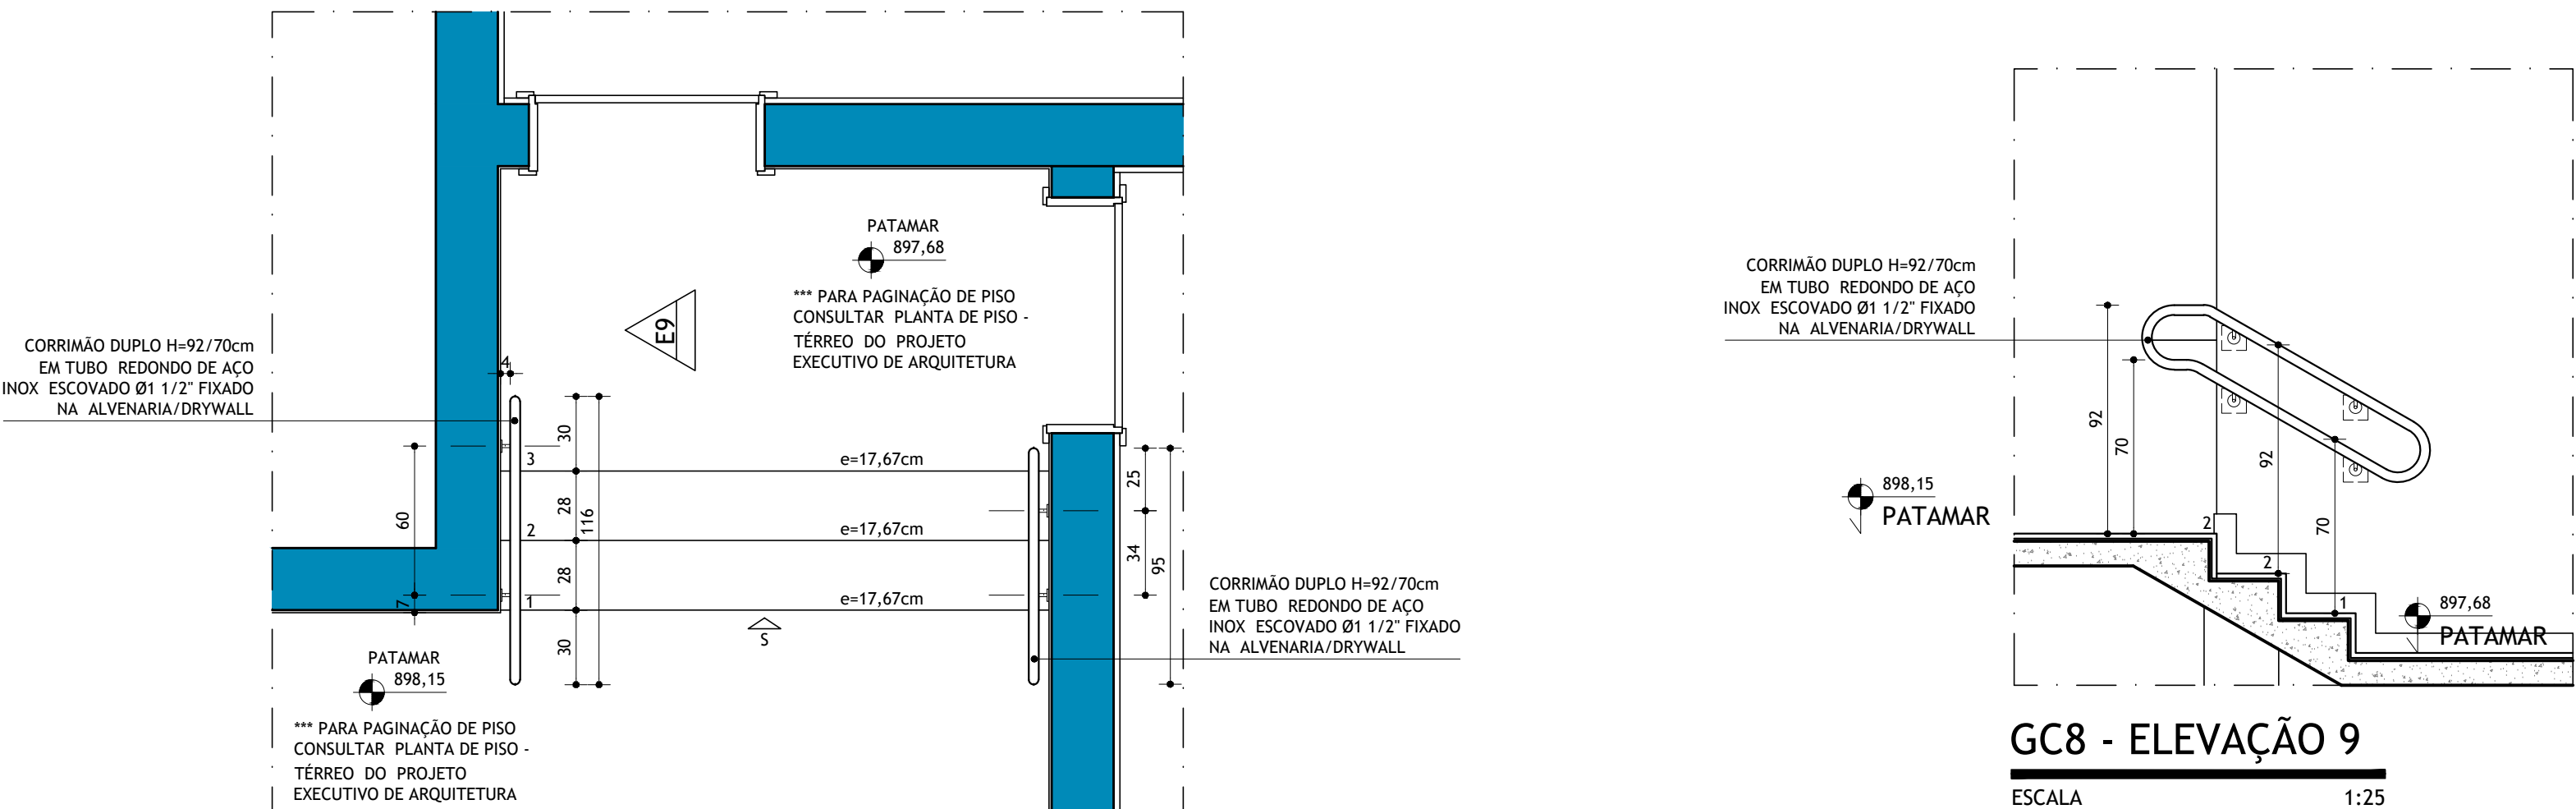 PATAMAR
897,68
*** PARA PAGINAÇÃO DE PISO
CONSULTAR PLANTA DE PISO -
TÉRREO DO PROJETO
EXECUTIVO DE ARQUITETURA
E9
CORRIMÃO DUPLO H=92/70cm
EM TUBO REDONDO DE AÇO
INOX ESCOVADO Ø1 1/2" FIXADO
NA ALVENARIA/DRYWALL
4
30
3
e=17,67cm
28
116
60
2
e=17,67cm
28
7
1
e=17,67cm
30
S
25
34
95
CORRIMÃO DUPLO H=92/70cm
EM TUBO REDONDO DE AÇO
INOX ESCOVADO Ø1 1/2" FIXADO
NA ALVENARIA/DRYWALL
PATAMAR
898,15
*** PARA PAGINAÇÃO DE PISO
CONSULTAR PLANTA DE PISO -
TÉRREO DO PROJETO
EXECUTIVO DE ARQUITETURA
CORRIMÃO DUPLO H=92/70cm
EM TUBO REDONDO DE AÇO
INOX ESCOVADO Ø1 1/2" FIXADO
NA ALVENARIA/DRYWALL
92
70
92
70
898,15
PATAMAR
2
2
1
897,68
PATAMAR
GC8 - ELEVAÇÃO 9
ESCALA 1:25